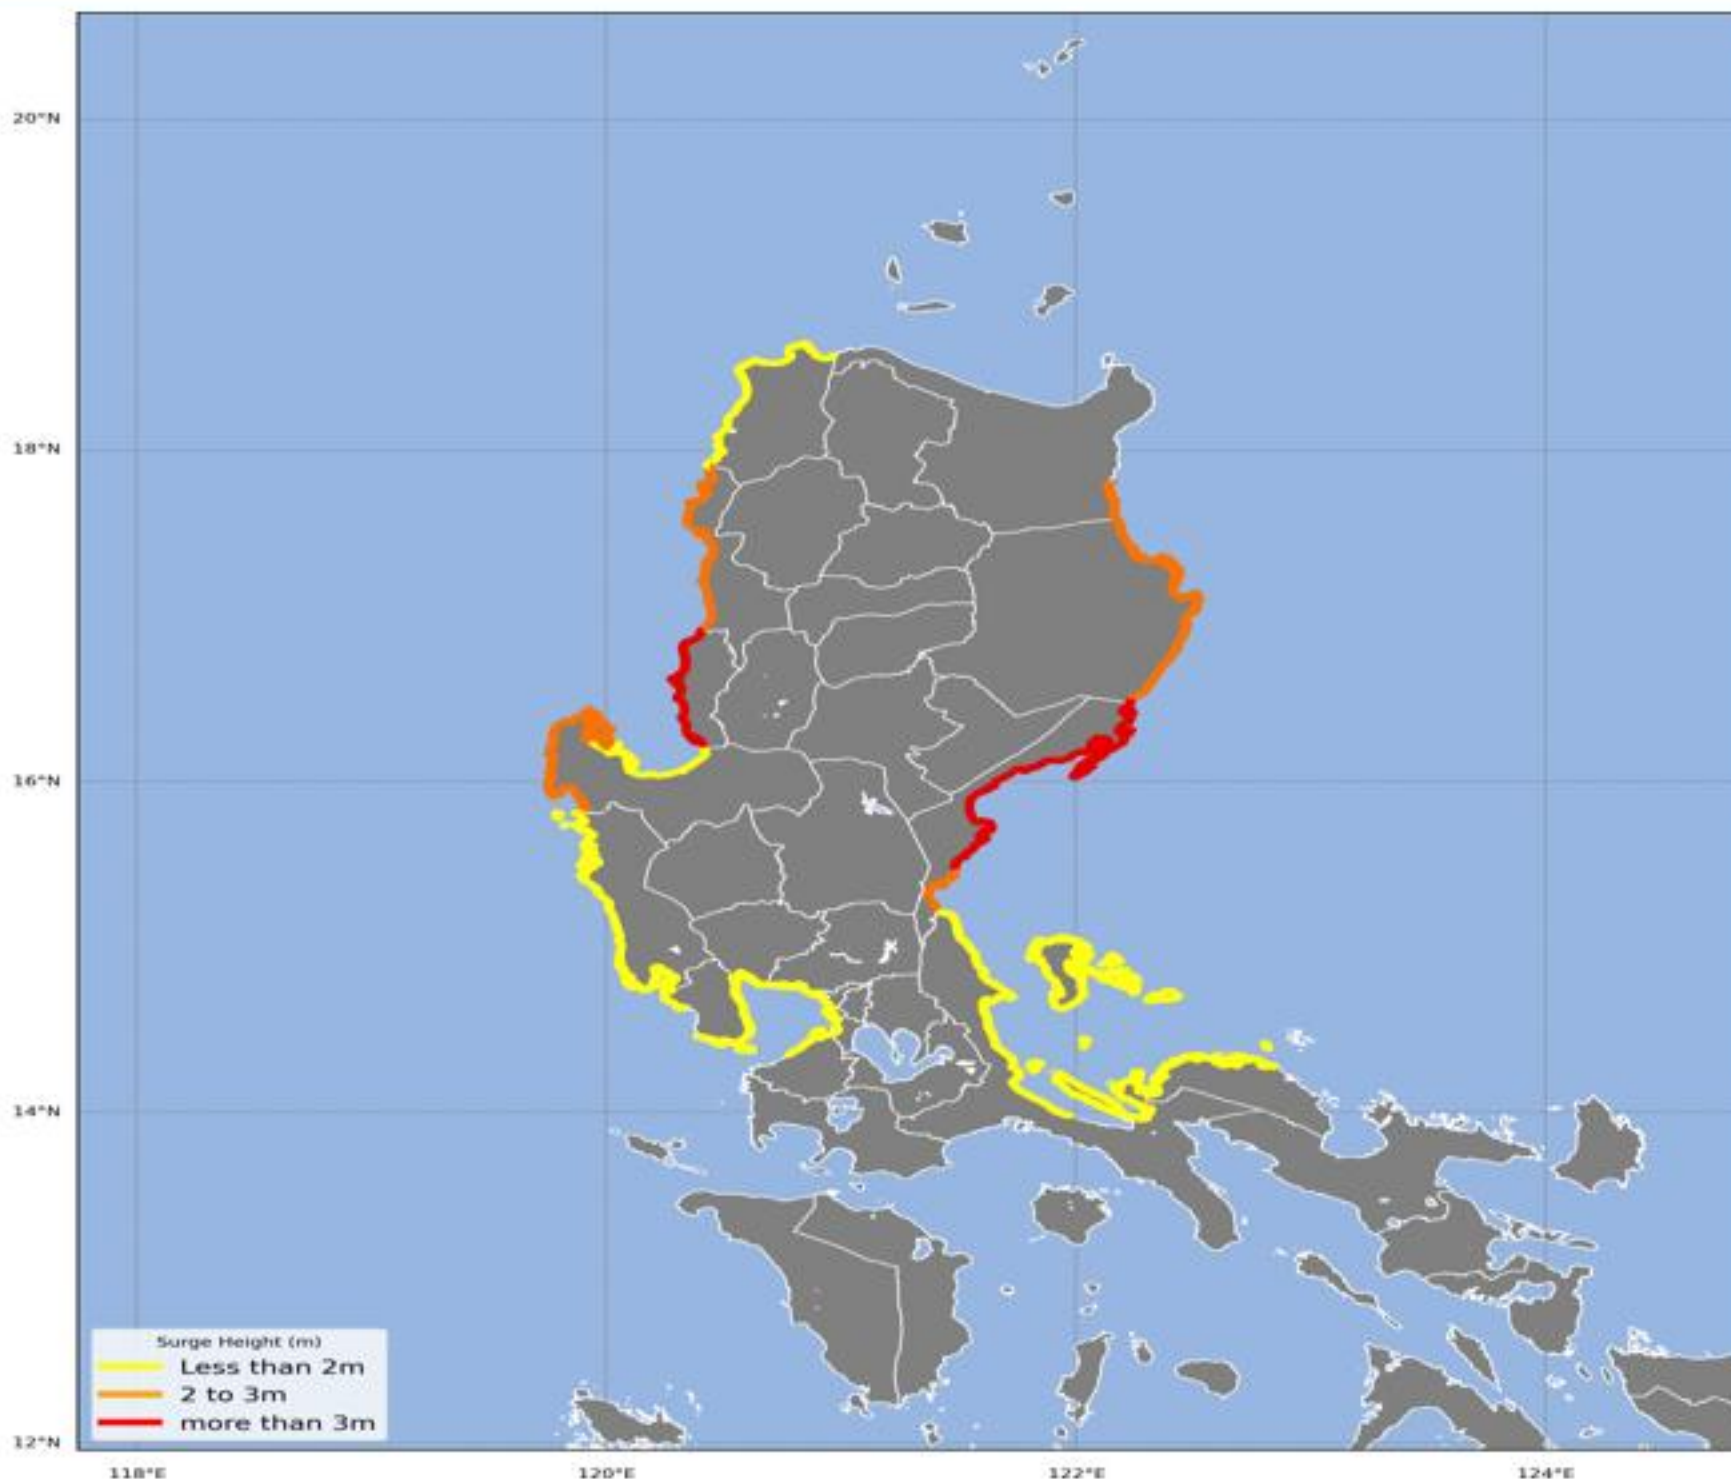 20°N
18°N
16°N
14°N
12°N
Surge Height (m)
Less than 2m
2 to 3m
more than 3m
118°E
120°E
122°E
124°E